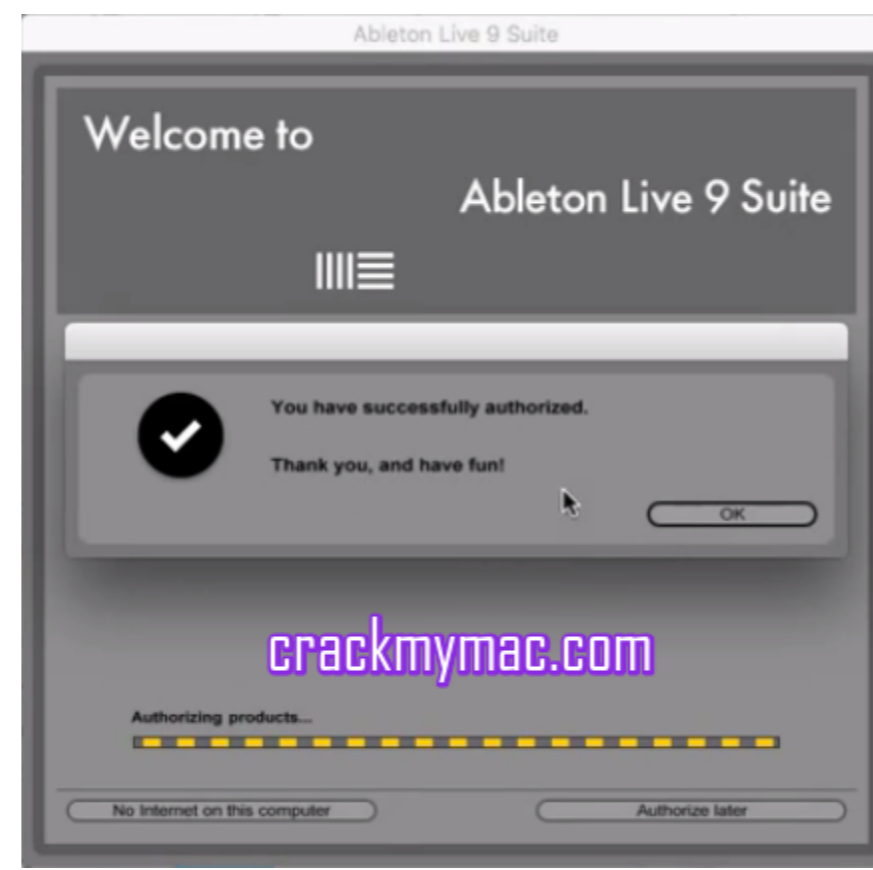 Ableton Live 9 Suite
Welcome to
Ableton Live 9 Suite
You have successfully authorized.
Thank you, and have fun!
OK
crackmymac.com
Authorizing products...
No Internet on this computer
Authorize later